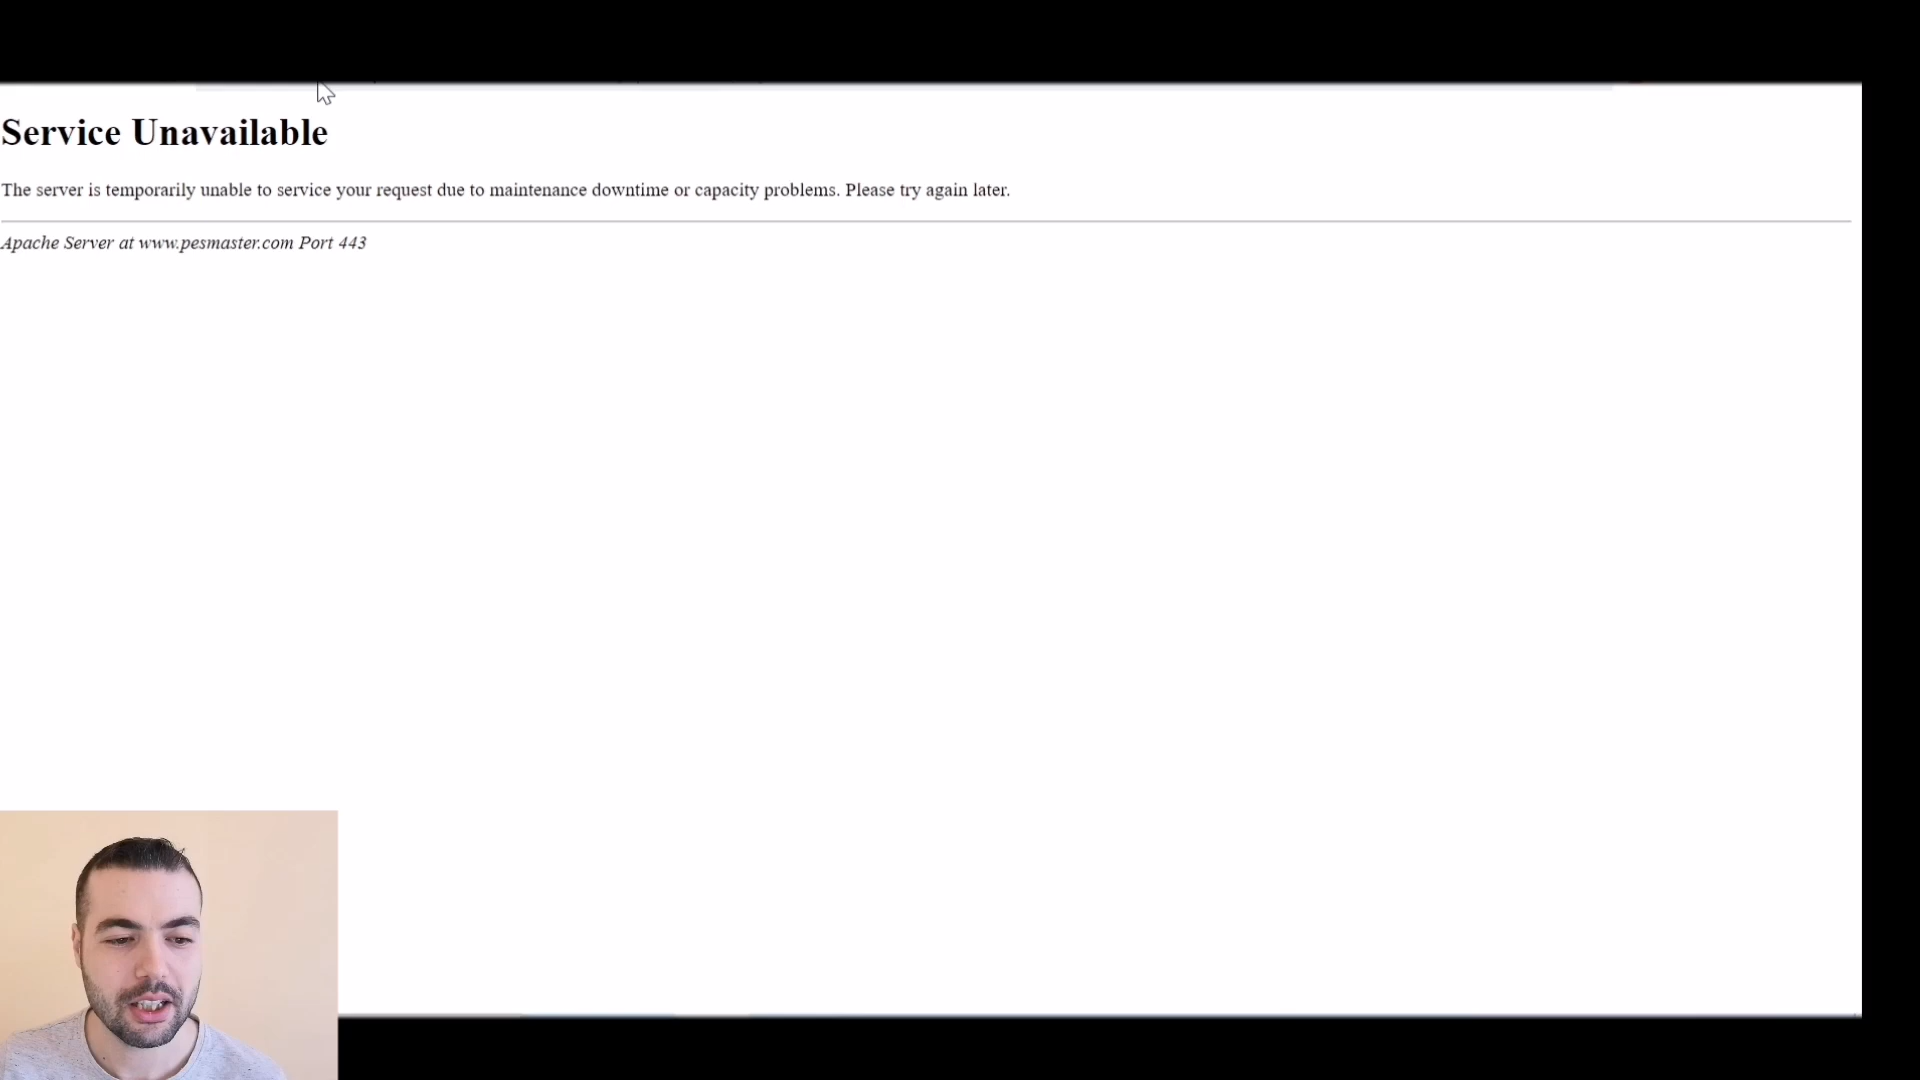 Service Unavailable
The server is temporarily unable to service your request due to maintenance downtime or capacity problems. Please try again later.
Apache Server at www.pesmaster.com Port 443